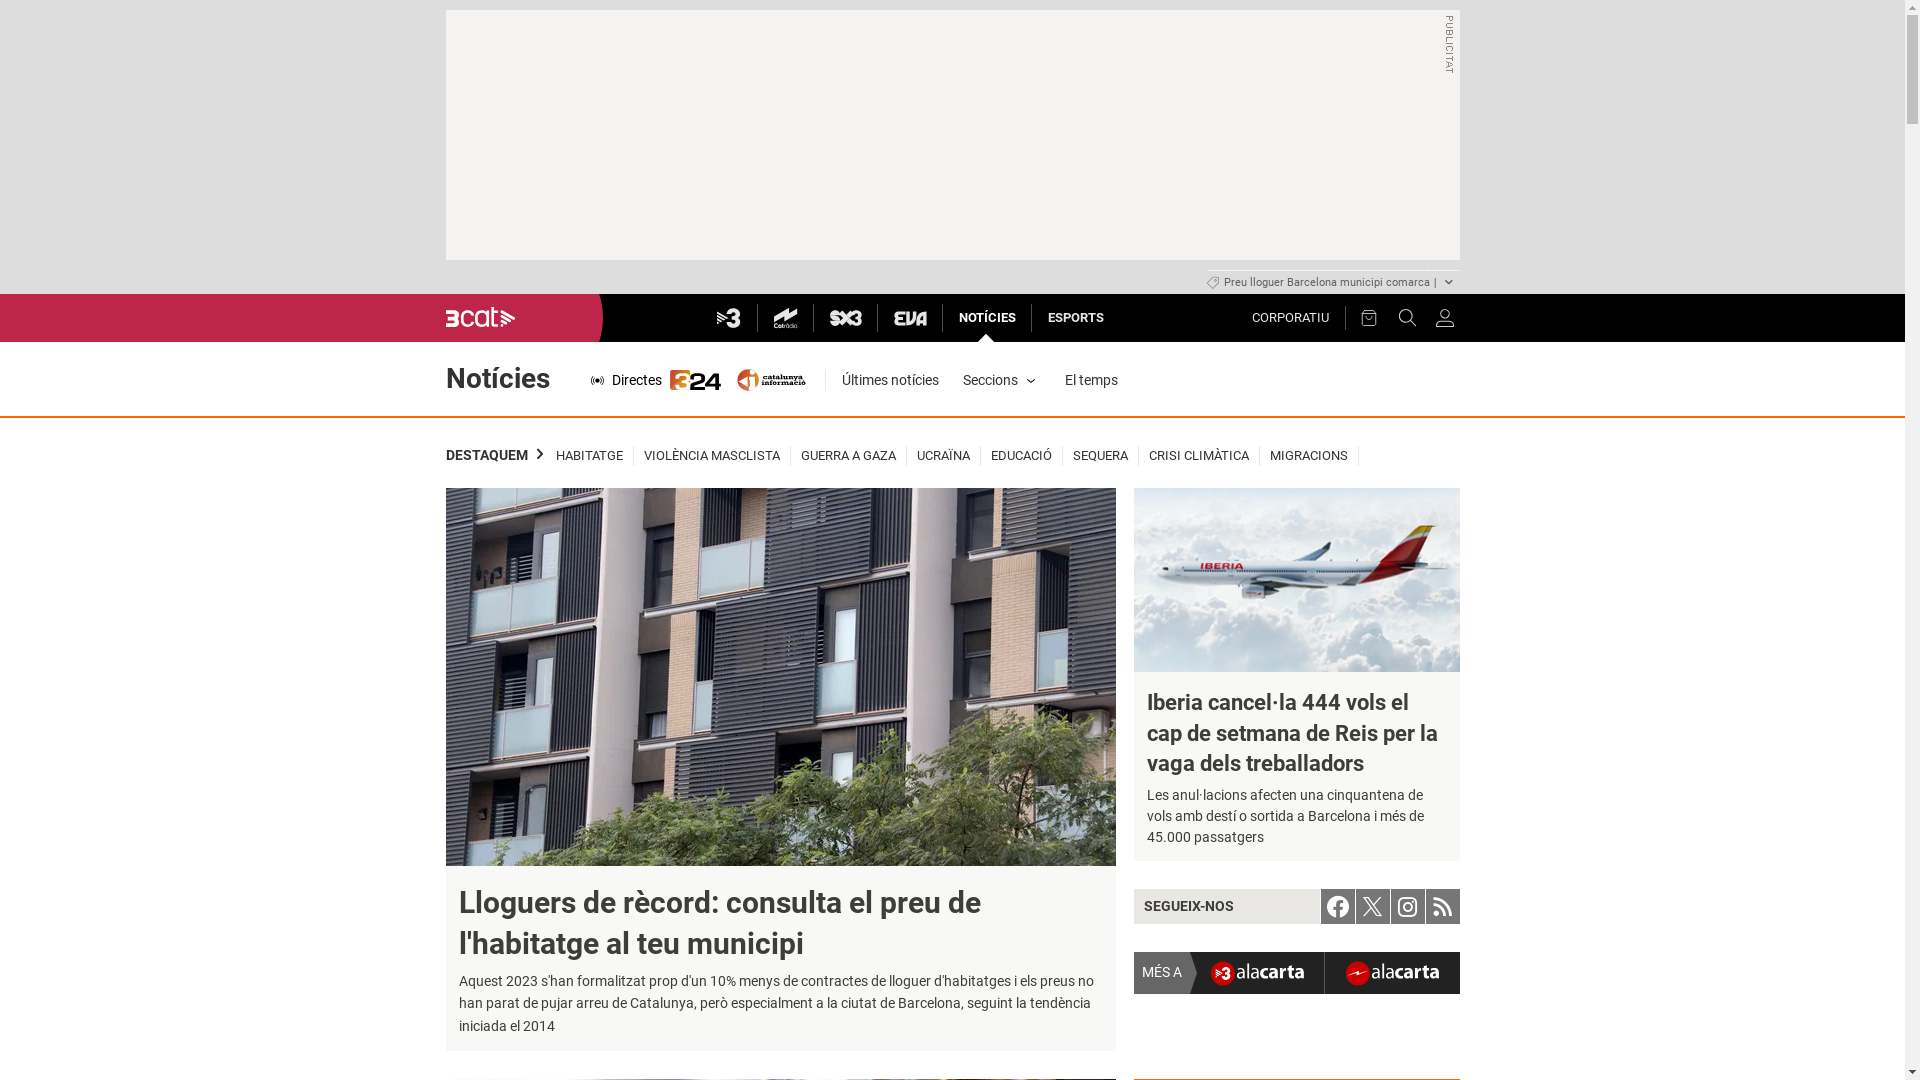 PUBLICITAT
Preu lloguer Barcelona municipi comarca |
3cat
3
Catràdio
SX3
EVA
NOTÍCIES
ESPORTS
CORPORATIU
Notícies
Directes
324
catalunya
informació
Últimes notícies
Seccions
El temps
DESTAQUEM
HABITATGE
VIOLÈNCIA MASCLISTA
GUERRA A GAZA
UCRAÏNA
EDUCACIÓ
SEQUERA
CRISI CLIMÀTICA
MIGRACIONS
IBERIA
Iberia cancel·la 444 vols el
cap de setmana de Reis per la
vaga dels treballadors
Les anul·lacions afecten una cinquantena de
vols amb destí o sortida a Barcelona i més de
45.000 passatgers
Lloguers de rècord: consulta el preu de
l'habitatge al teu municipi
Aquest 2023 s'han formalitzat prop d'un 10% menys de contractes de lloguer d'habitatges i els preus no
han parat de pujar arreu de Catalunya, però especialment a la ciutat de Barcelona, seguint la tendència
iniciada el 2014
SEGUEIX-NOS
MÉS A
3 alacarta
alacarta